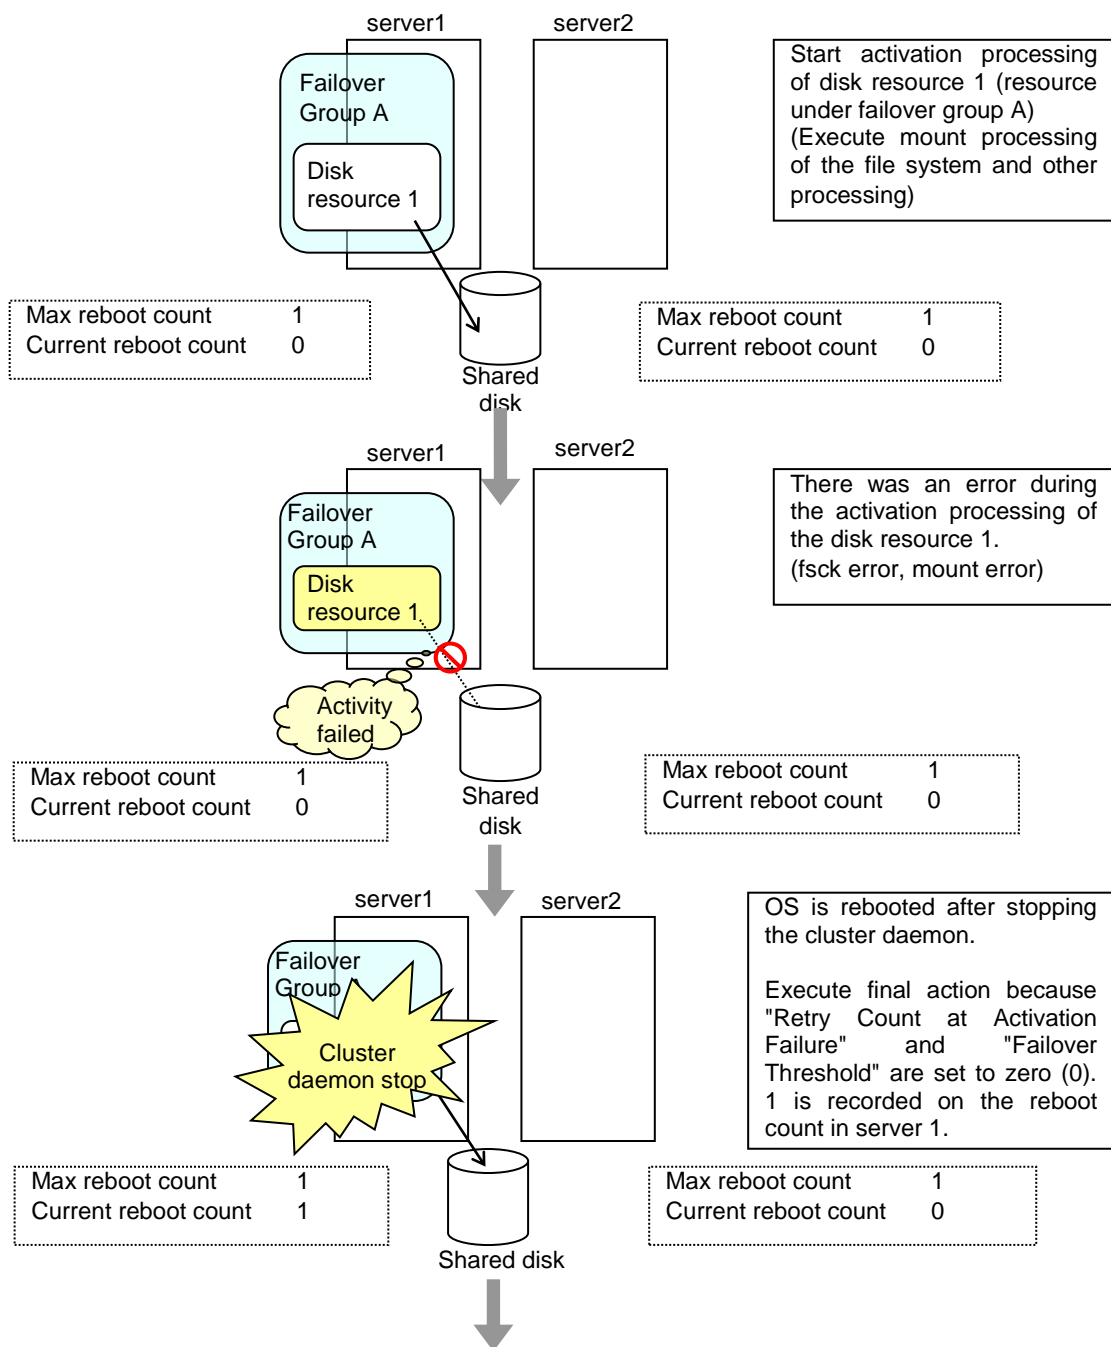 server1
server2
Failover
Group A
Disk
resource 1
Start activation processing
of disk resource 1 (resource
under failover group A)
(Execute mount processing
of the file system and other
processing)
Max reboot count 1
Current reboot count 0
Shared
disk
Max reboot count 1
Current reboot count 0
server1
server2
Failover
Group A
Disk
resource 1
Activity
failed
There was an error during
the activation processing of
the disk resource 1.
(fsck error, mount error)
Max reboot count 1
Current reboot count 0
Shared
disk
Max reboot count 1
Current reboot count 0
server1
server2
Failover
Group A
Cluster
daemon stop
OS is rebooted after stopping
the cluster daemon.
Execute final action because
"Retry Count at Activation
Failure" and "Failover
Threshold" are set to zero (0).
1 is recorded on the reboot
count in server 1.
Max reboot count 1
Current reboot count 1
Shared disk
Max reboot count 1
Current reboot count 0